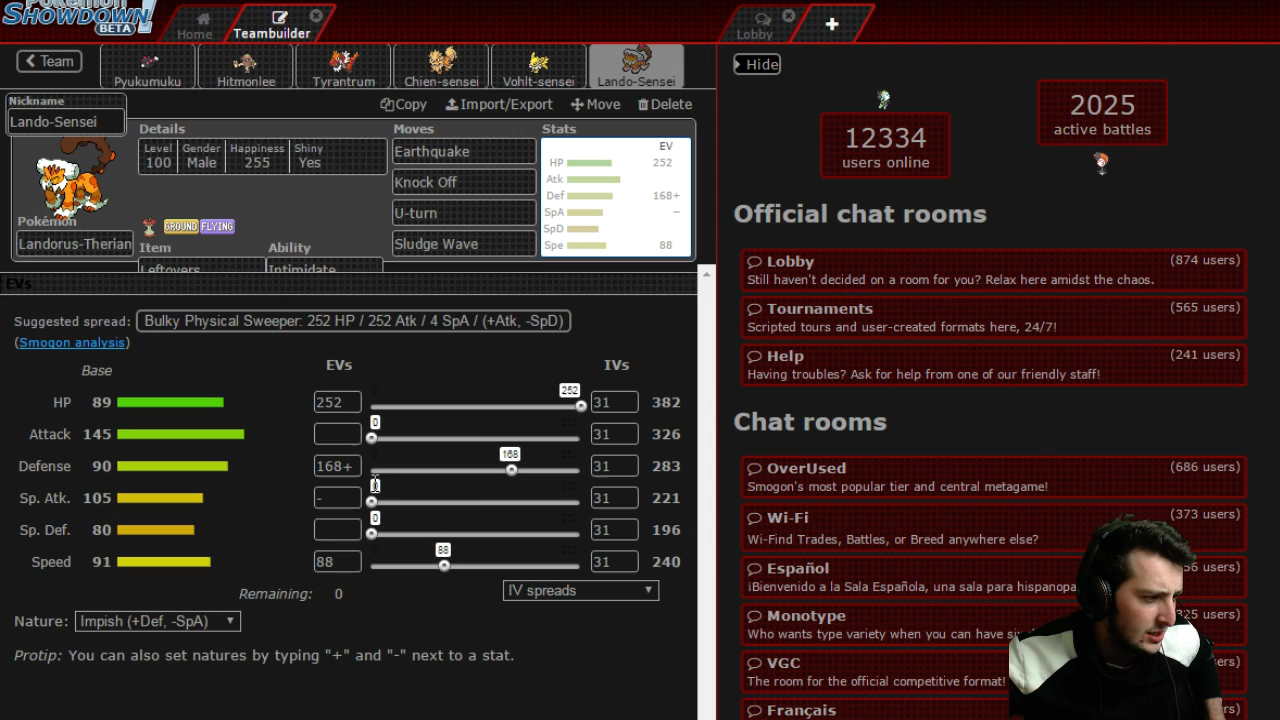 Pokémon
SHOWDOWN!
BETA
Home
Teambuilder
Lobby
+
< Team
Pyukumuku
Hitmonlee
Tyrantrum
Chien-sensei
Vohlt-sensei
Lando-Sensei
Hide
Copy
Import/Export
Move
Delete
Nickname
Lando-Sensei
Details
Level
100
Gender
Male
Happiness
255
Shiny
Yes
Moves
Earthquake
Knock Off
U-turn
Sludge Wave
Stats
EV
HP 252
Atk
Def 168+
SpA –
SpD
Spe 88
Pokémon
Landorus-Therian
GROUND FLYING
Item
Leftovers
Ability
Intimidate
EVs
Suggested spread: Bulky Physical Sweeper: 252 HP / 252 Atk / 4 SpA / (+Atk, -SpD)
(Smogon analysis)
Base
EVs
IVs
HP 89 252 252 31 382
Attack 145 0 31 326
Defense 90 168+ 168 31 283
Sp. Atk. 105 - 0 31 221
Sp. Def. 80 0 31 196
Speed 91 88 88 31 240
Remaining: 0
IV spreads
Nature: Impish (+Def, -SpA)
Protip: You can also set natures by typing "+" and "-" next to a stat.
12334
users online
2025
active battles
Official chat rooms
Lobby (874 users)
Still haven't decided on a room for you? Relax here amidst the chaos.
Tournaments (565 users)
Scripted tours and user-created formats here, 24/7!
Help (241 users)
Having troubles? Ask for help from one of our friendly staff!
Chat rooms
OverUsed (686 users)
Smogon's most popular tier and central metagame!
Wi-Fi (373 users)
Wi-Find Trades, Battles, or Breed anywhere else?
Español users)
¡Bienvenido a la Sala Española, una sala para hispanopa
Monotype 325 users)
Who wants type variety when you can have
VGC users)
The room for the official competitive format!
Français users)